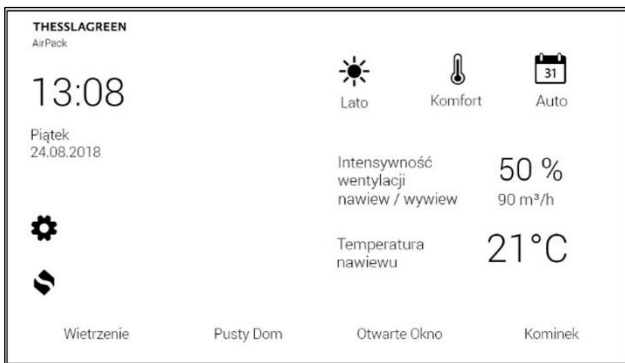 THESSLAGREEN
AirPack
13:08
Piątek
24.08.2018
31
Lato
Komfort
Auto
Intensywność
wentylacji
nawiew / wywiew
50 %
90 m³/h
Temperatura
nawiewu
21°C
Wietrzenie
Pusty Dom
Otwarte Okno
Kominek